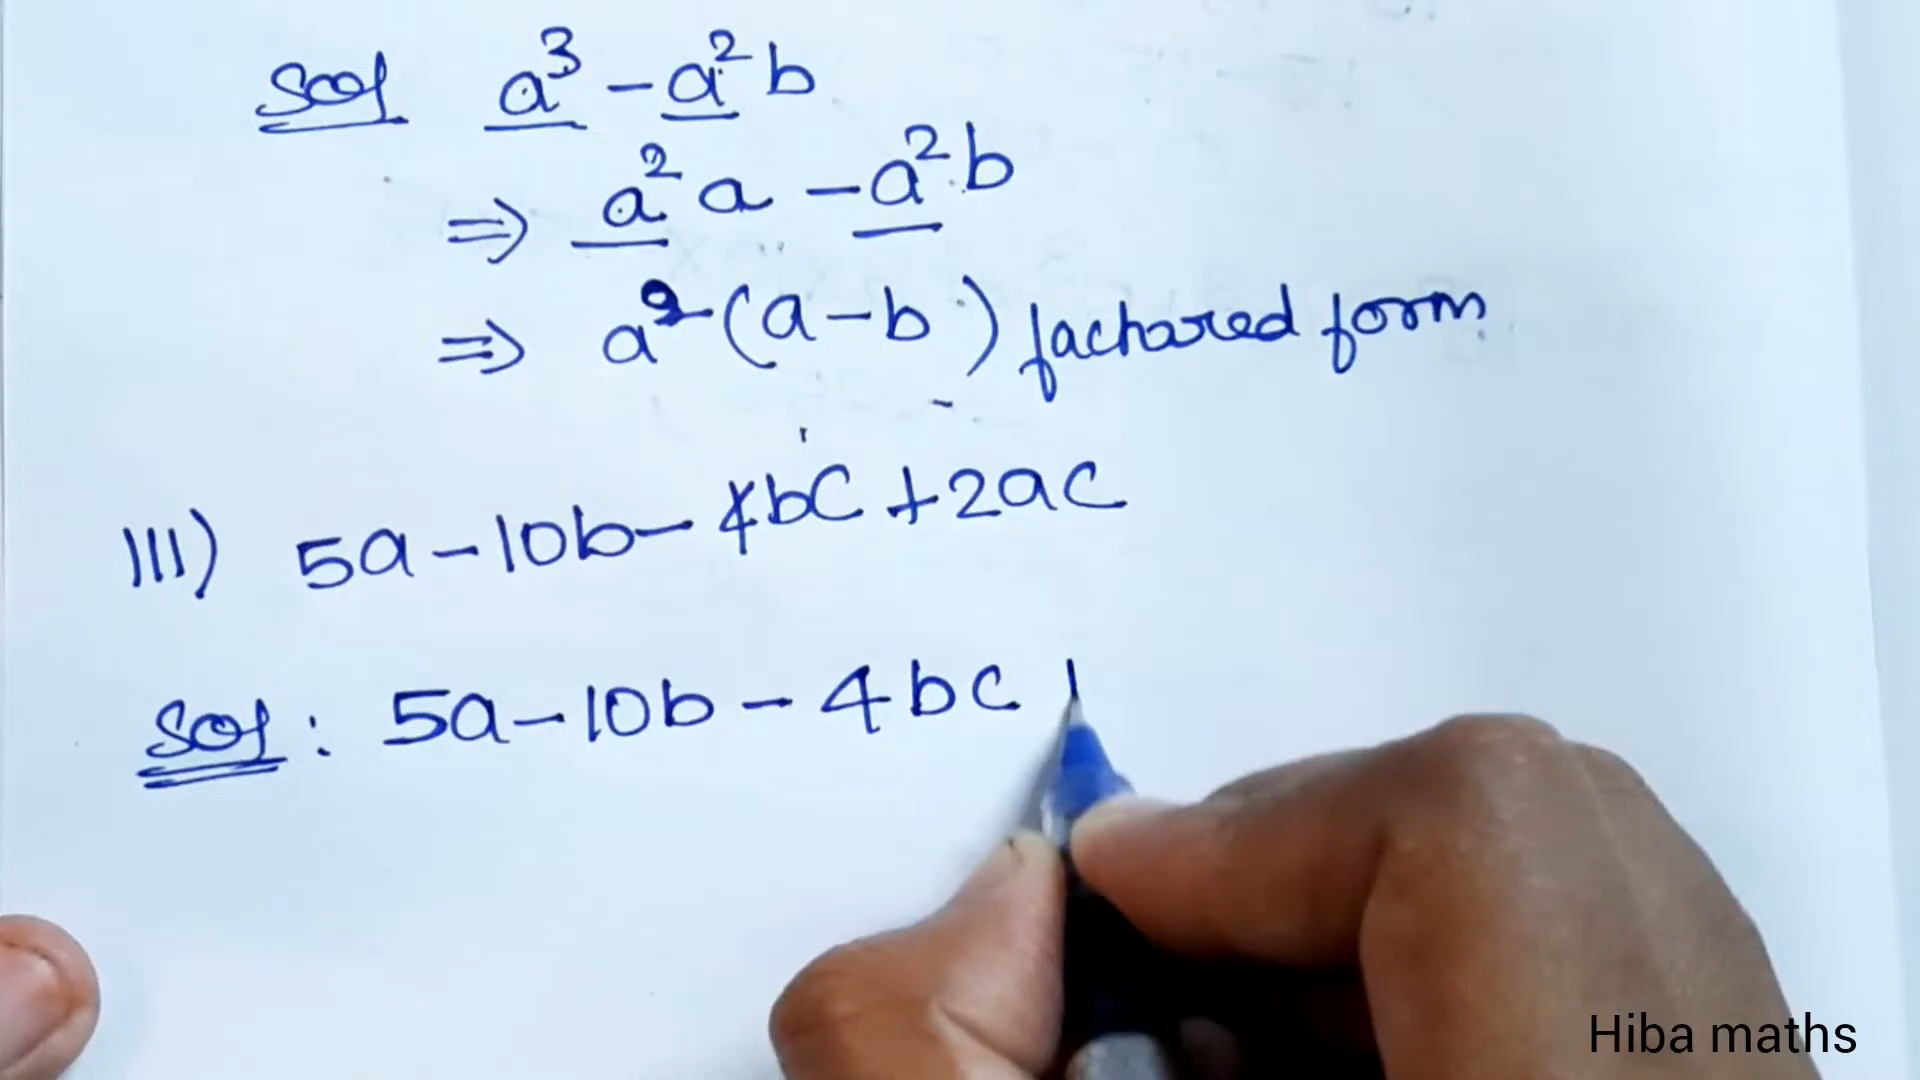 Sol a³ - a²b
⇒ a²a - a²b
⇒ a²(a-b) factored form
III) 5a-10b-4bc+2ac
Sol: 5a-10b-4bc
Hiba maths